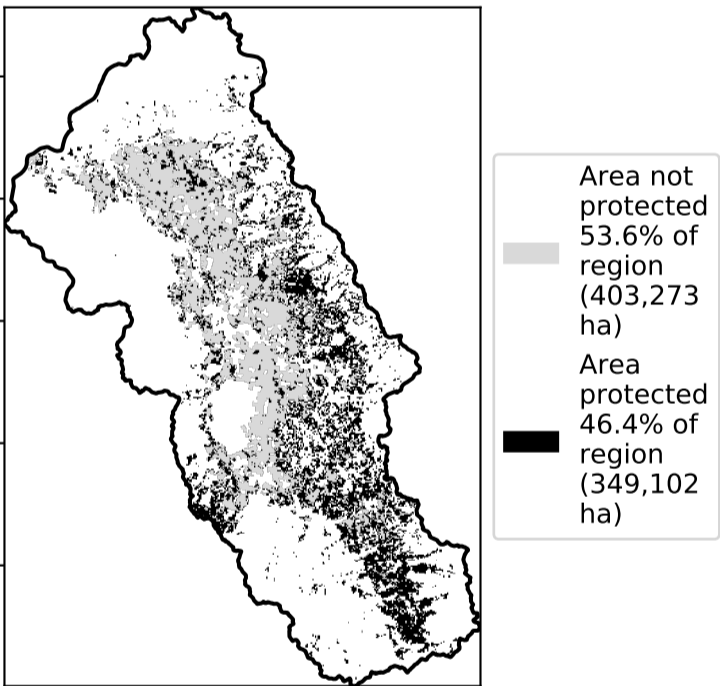 Area not
protected
53.6% of
region
(403,273
ha)
Area
protected
46.4% of
region
(349,102
ha)